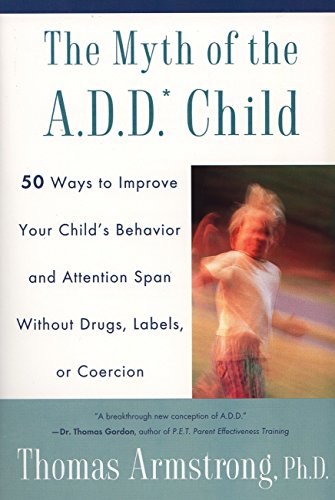 The Myth of the
A.D.D.* Child
50 Ways to Improve
Your Child's Behavior
and Attention Span
Without Drugs, Labels,
or Coercion
"A breakthrough new conception of A.D.D."
—Dr. Thomas Gordon, author of P.E.T. Parent Effectiveness Training
Thomas Armstrong, Ph.D.